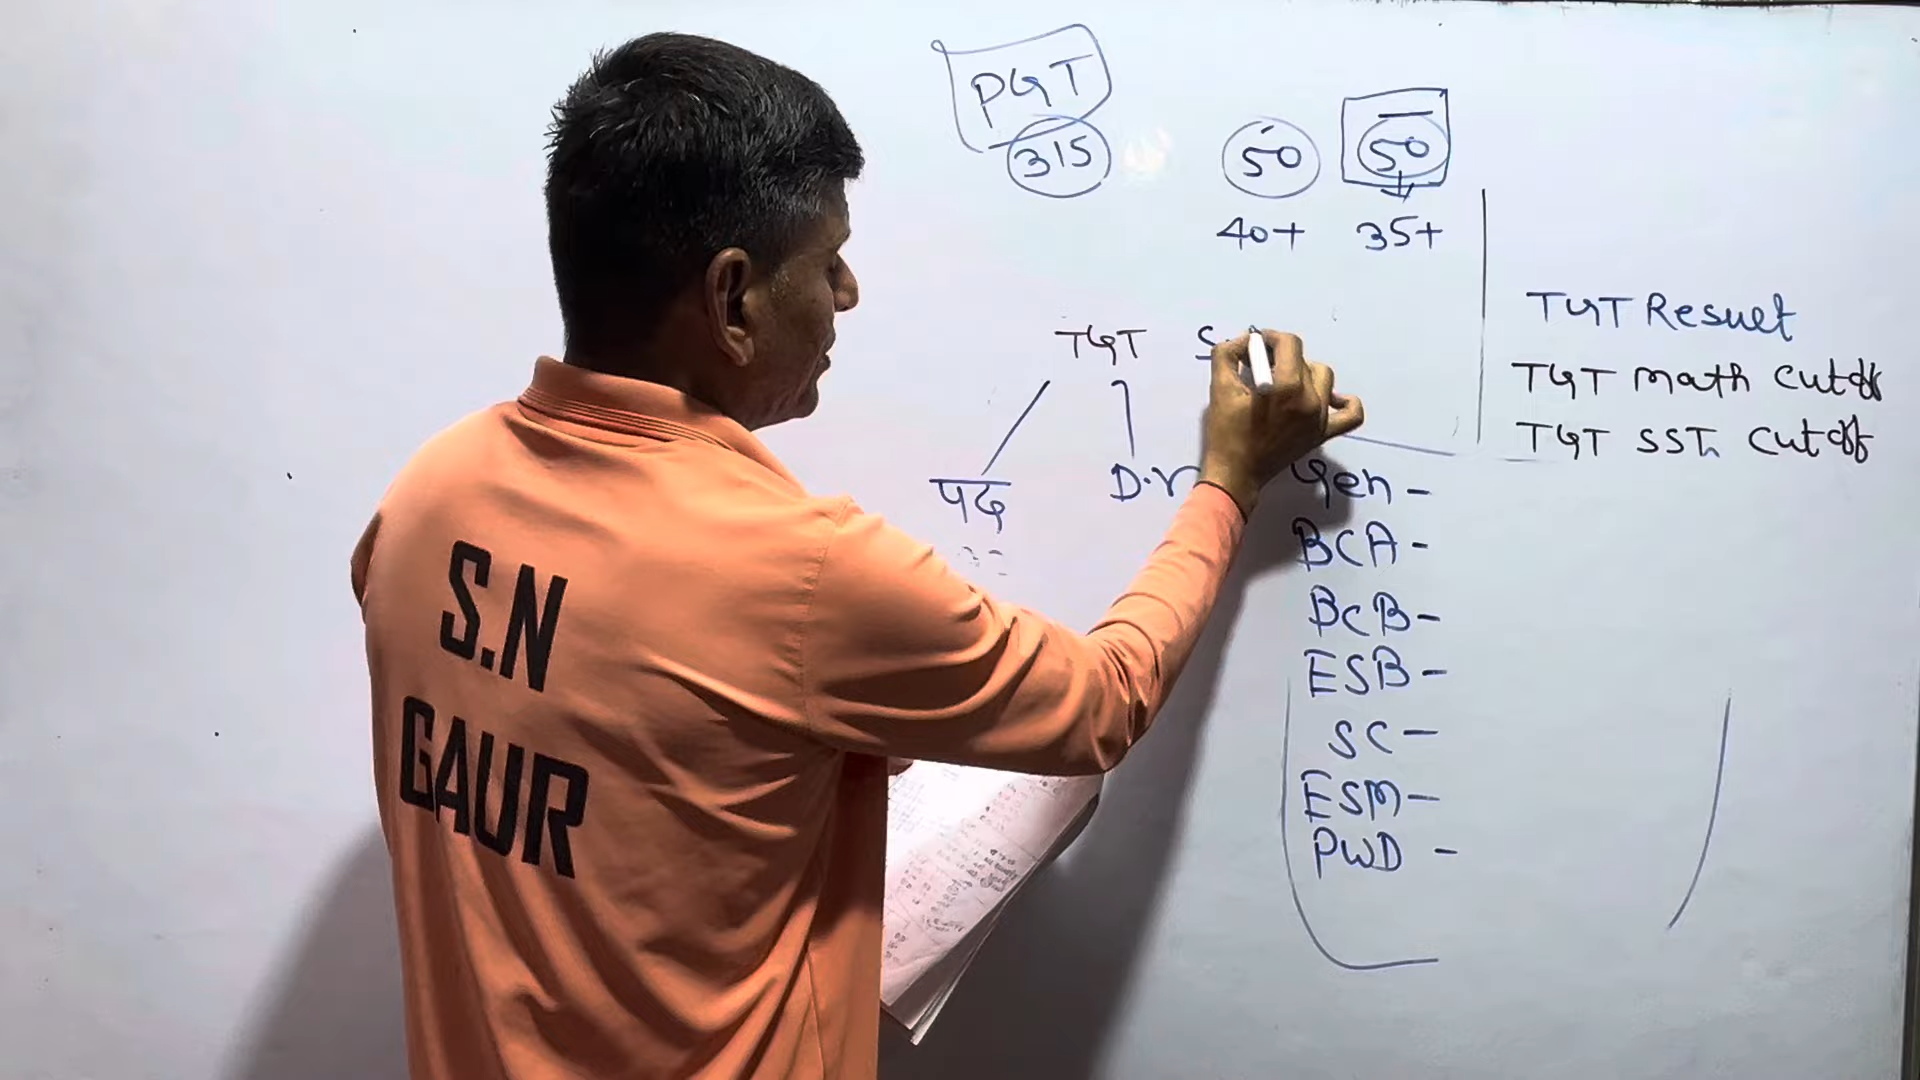 PGT
315
50 50
40+ 35+
TGT Result
TGT Math Cutoff
TGT SST Cutoff
TGT S
पद D.V
Gen -
BCA -
BCB -
ESB -
SC -
ESM -
PWD -
S.N
GAUR